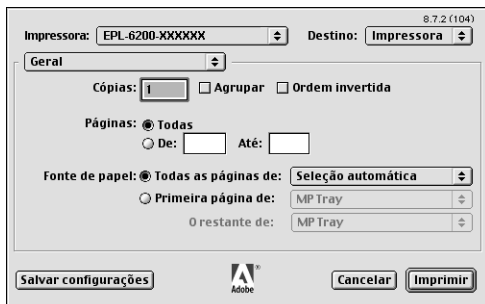 8.7.2 (104)
Impressora: EPL-6200-XXXXXX Destino: Impressora
Geral
Cópias: 1 Agrupar Ordem invertida
Páginas: Todas
De: Até:
Fonte de papel: Todas as páginas de: Seleção automática
Primeira página de: MP Tray
O restante de: MP Tray
Salvar configurações Adobe® Cancelar Imprimir